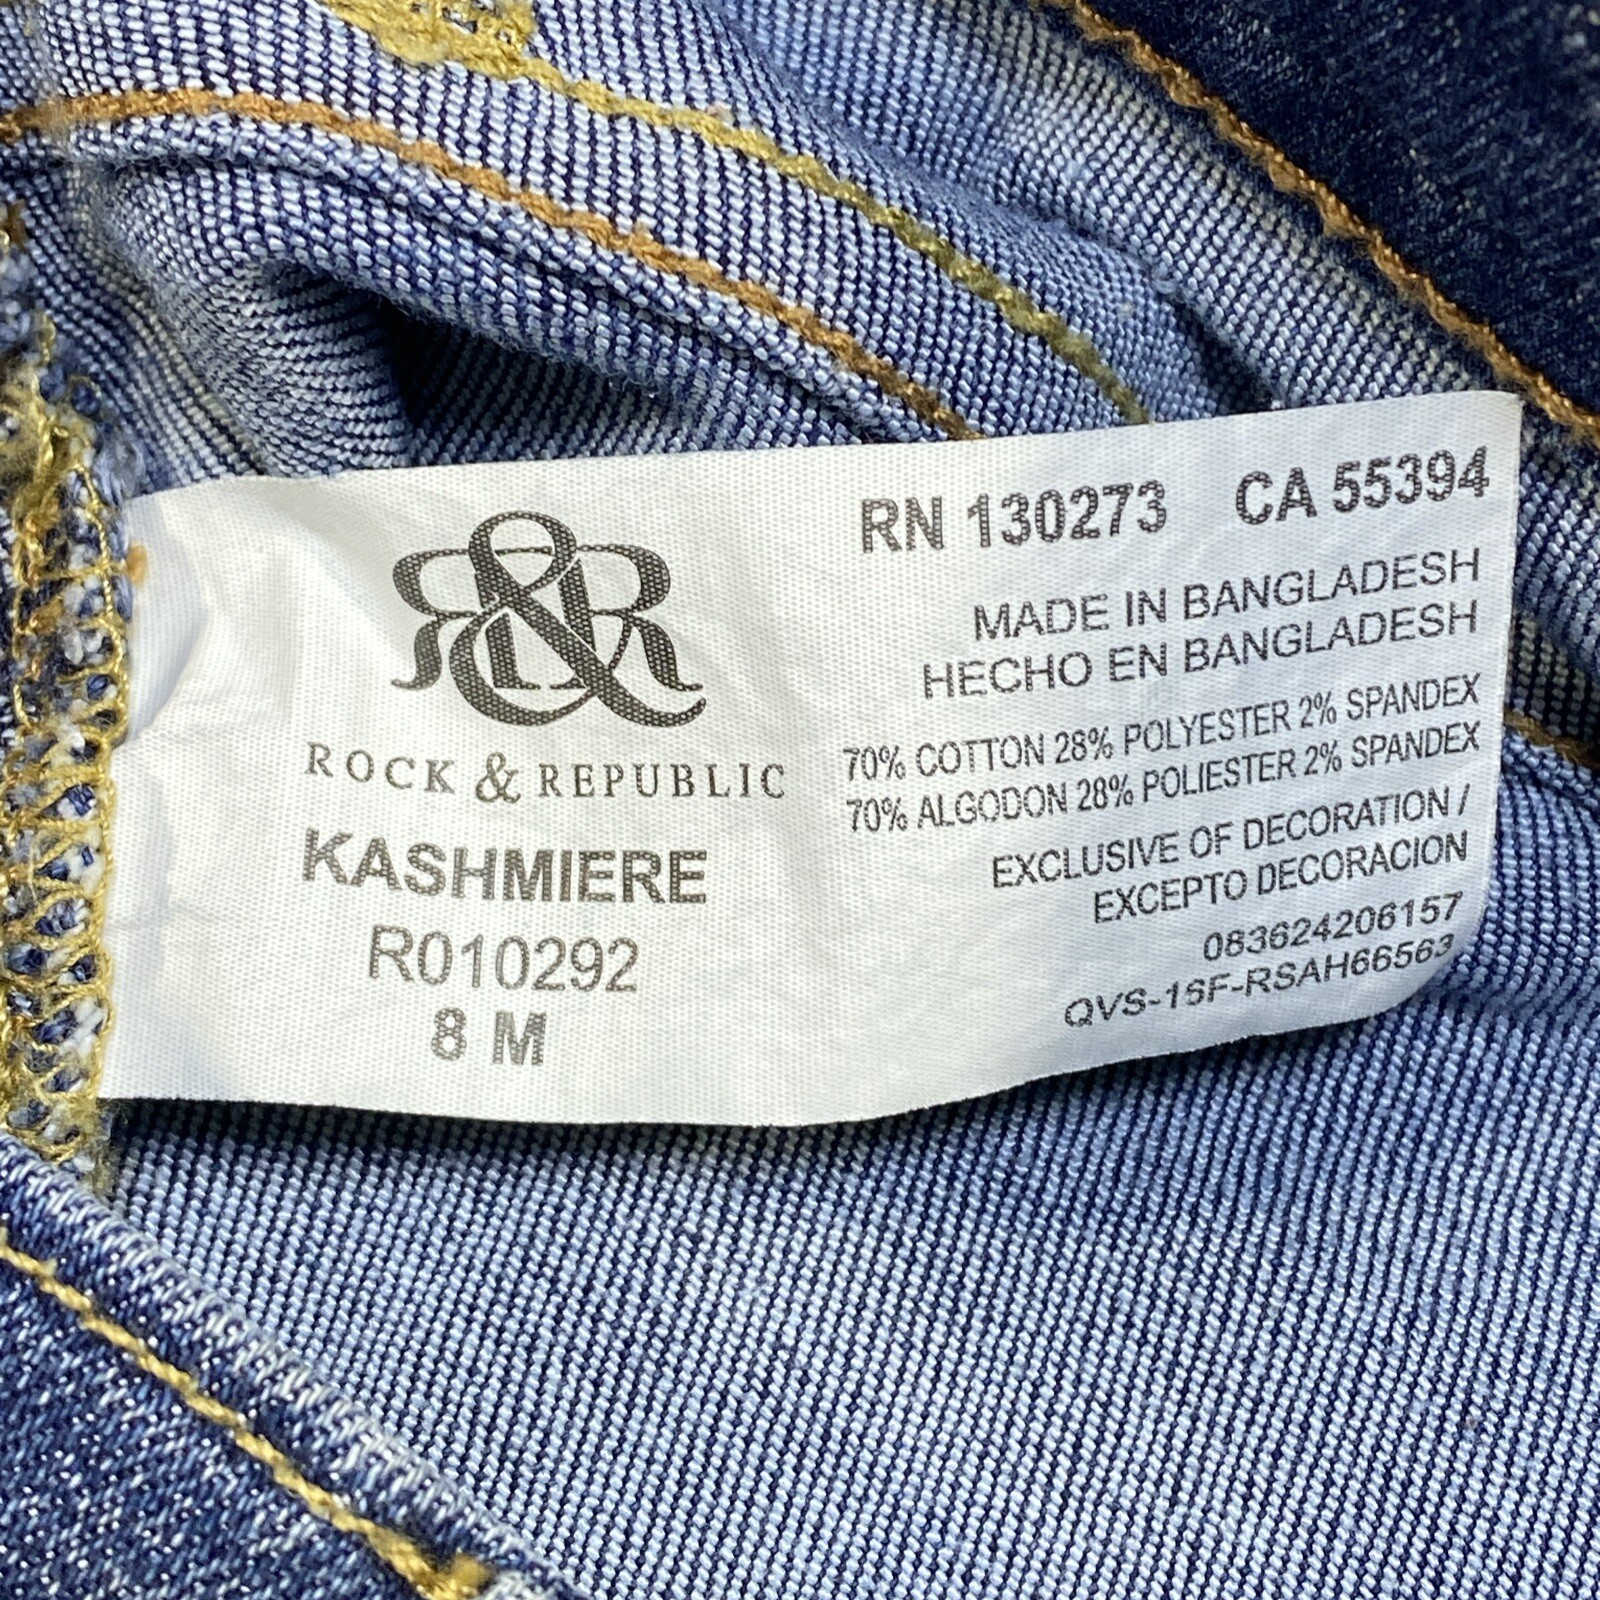 R&R
ROCK & REPUBLIC
KASHMIERE
R010292
8 M
RN 130273 CA 55394
MADE IN BANGLADESH
HECHO EN BANGLADESH
70% COTTON 28% POLYESTER 2% SPANDEX
70% ALGODON 28% POLIESTER 2% SPANDEX
EXCLUSIVE OF DECORATION /
EXCEPTO DECORACION
083624206157
QVS-16F-RSAH66563